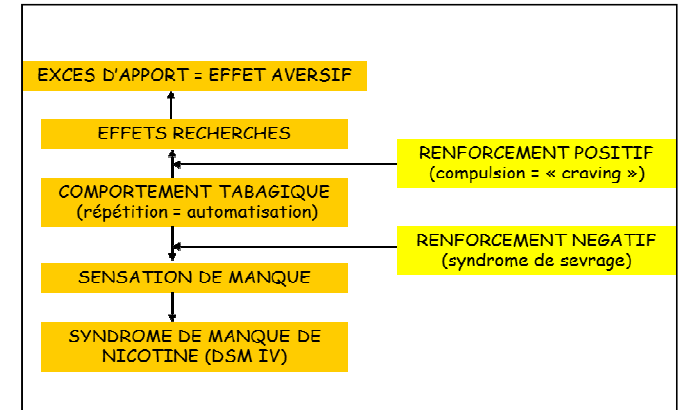 EXCES D'APPORT = EFFET AVERSIF
EFFETS RECHERCHES
RENFORCEMENT POSITIF
(compulsion = « craving »)
COMPORTEMENT TABAGIQUE
(répétition = automatisation)
RENFORCEMENT NEGATIF
(syndrome de sevrage)
SENSATION DE MANQUE
SYNDROME DE MANQUE DE
NICOTINE (DSM IV)